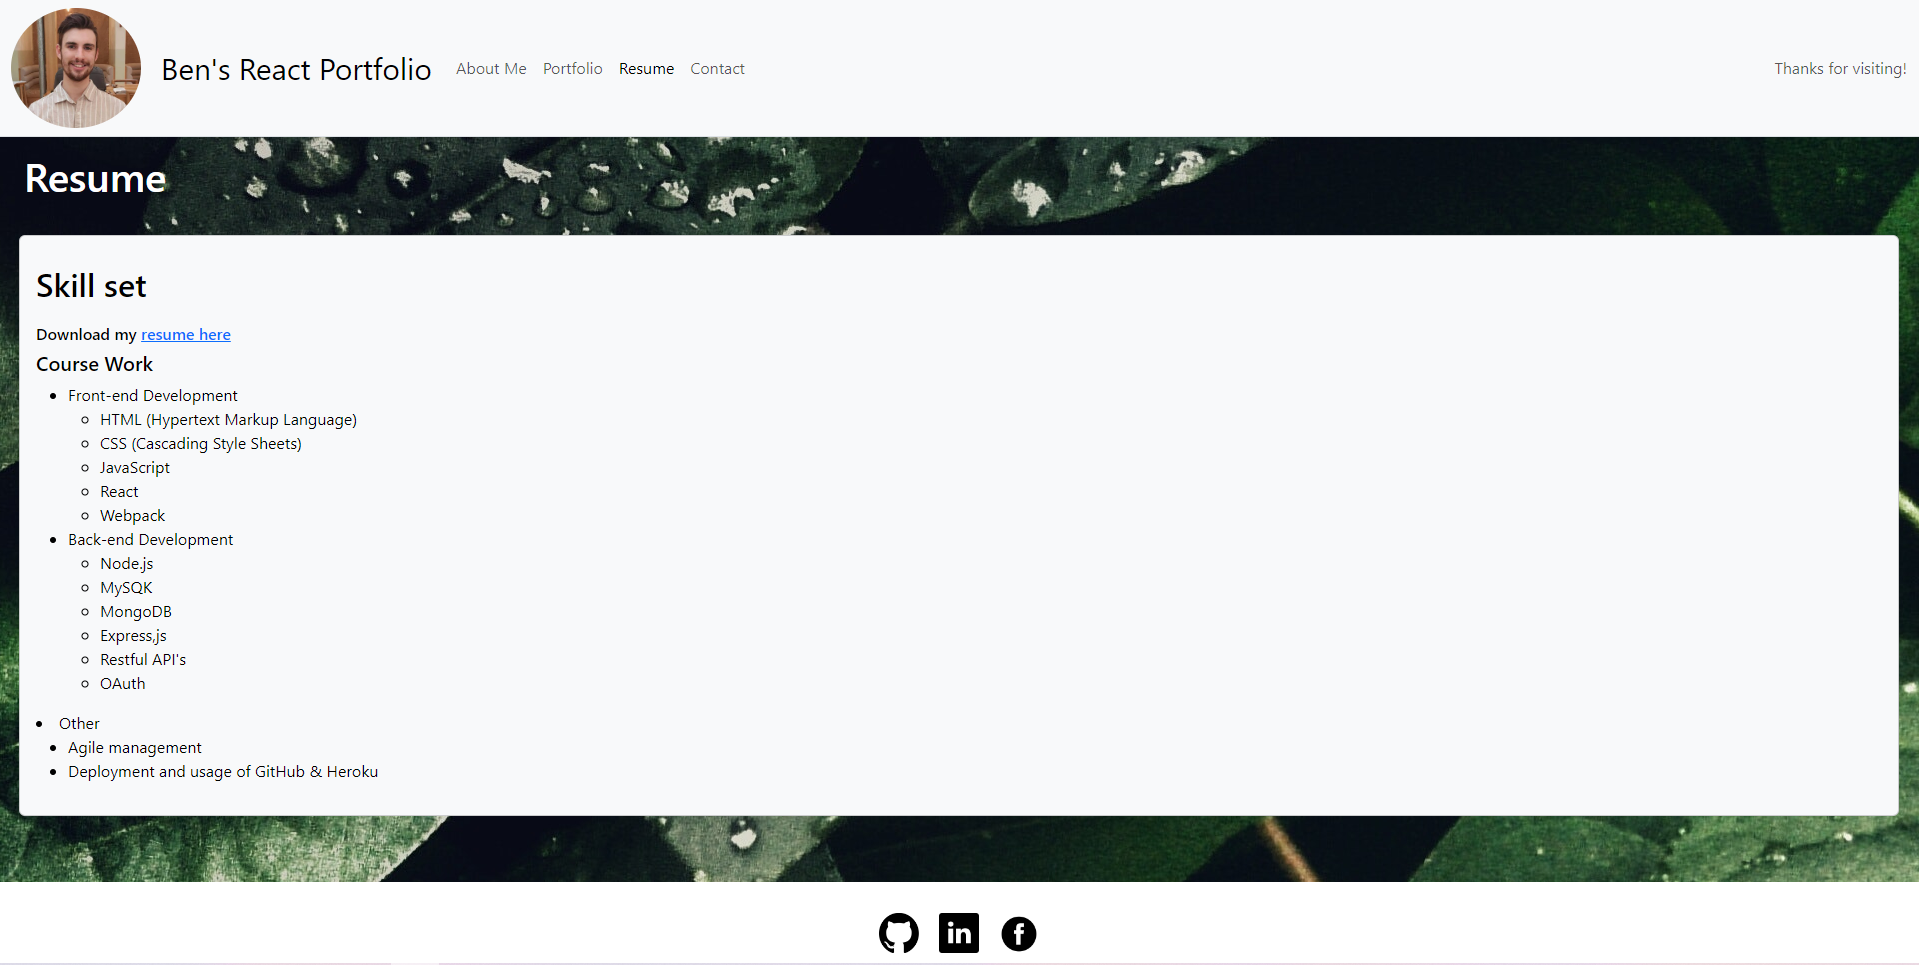 Ben's React Portfolio About Me Portfolio Resume Contact Thanks for visiting!
Resume
Skill set
Download my resume here
Course Work
Front-end Development
HTML (Hypertext Markup Language)
CSS (Cascading Style Sheets)
JavaScript
React
Webpack
Back-end Development
Node.js
MySQK
MongoDB
Express,js
Restful API's
OAuth
Other
Agile management
Deployment and usage of GitHub & Heroku
in
f